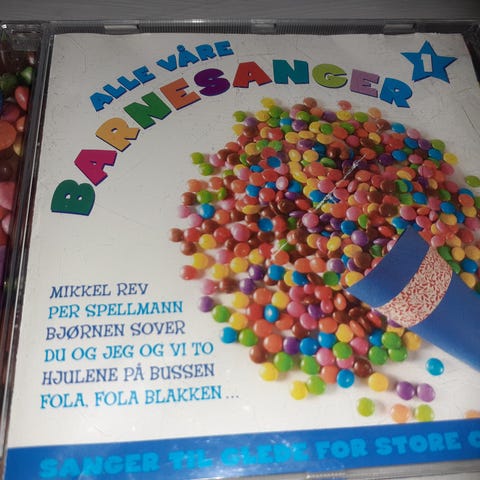 ALLE VÅRE
BARNESANGER
1
MIKKEL REV
PER SPELLMANN
BJØRNEN SOVER
DU OG JEG OG VI TO
HJULENE PÅ BUSSEN
FOLA, FOLA BLAKKEN...
SANGER TIL GLEDE FOR STORE